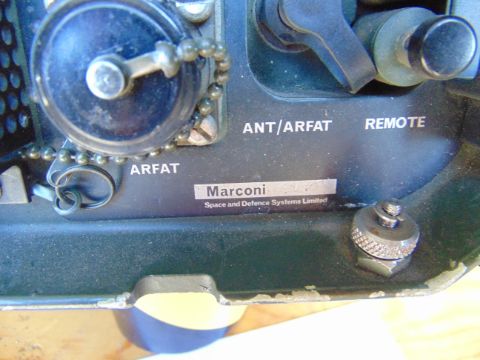 ANT/ARFAT REMOTE
ARFAT
Marconi
Space and Defence Systems Limited